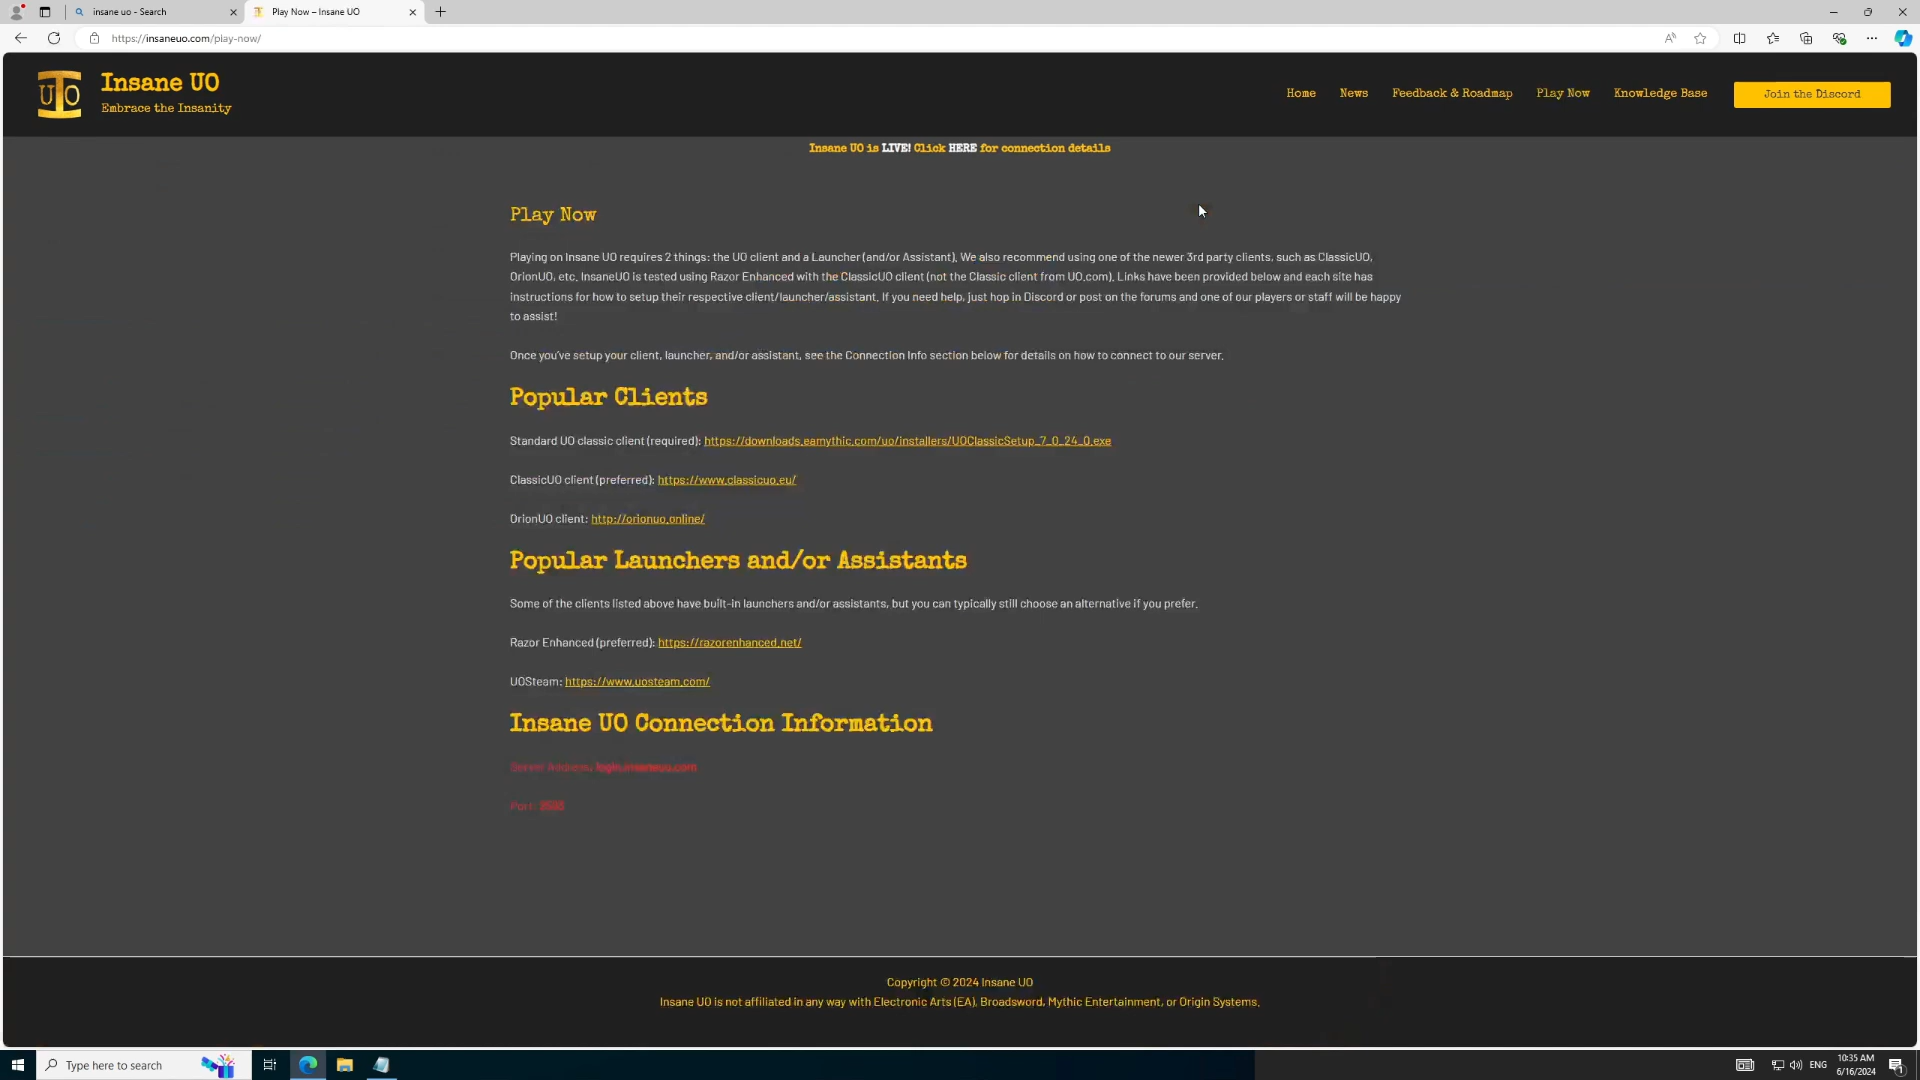 insane uo - Search
Play Now – Insane UO
https://insaneuo.com/play-now/
UO
Insane UO
Embrace the Insanity
Home
News
Feedback & Roadmap
Play Now
Knowledge Base
Join the Discord
Insane UO is LIVE! Click HERE for connection details
Play Now
Playing on Insane UO requires 2 things: the UO client and a Launcher (and/or Assistant). We also recommend using one of the newer 3rd party clients, such as ClassicUO,
OrionUO, etc. InsaneUO is tested using Razor Enhanced with the ClassicUO client (not the Classic client from UO.com). Links have been provided below and each site has
instructions for how to setup their respective client/launcher/assistant. If you need help, just hop in Discord or post on the forums and one of our players or staff will be happy
to assist!
Once you've setup your client, launcher, and/or assistant, see the Connection Info section below for details on how to connect to our server.
Popular Clients
Standard UO classic client (required): https://downloads.eamythic.com/uo/installers/UOClassicSetup_7_0_24_0.exe
ClassicUO client (preferred): https://www.classicuo.eu/
OrionUO client: http://orionuo.online/
Popular Launchers and/or Assistants
Some of the clients listed above have built-in launchers and/or assistants, but you can typically still choose an alternative if you prefer.
Razor Enhanced (preferred): https://razorenhanced.net/
UOSteam: https://www.uosteam.com/
Insane UO Connection Information
Server Address: login.insaneuo.com
Port:
Copyright © 2024 Insane UO
Insane UO is not affiliated in any way with Electronic Arts (EA), Broadsword, Mythic Entertainment, or Origin Systems.
Type here to search
ENG
10:35 AM
6/16/2024
1